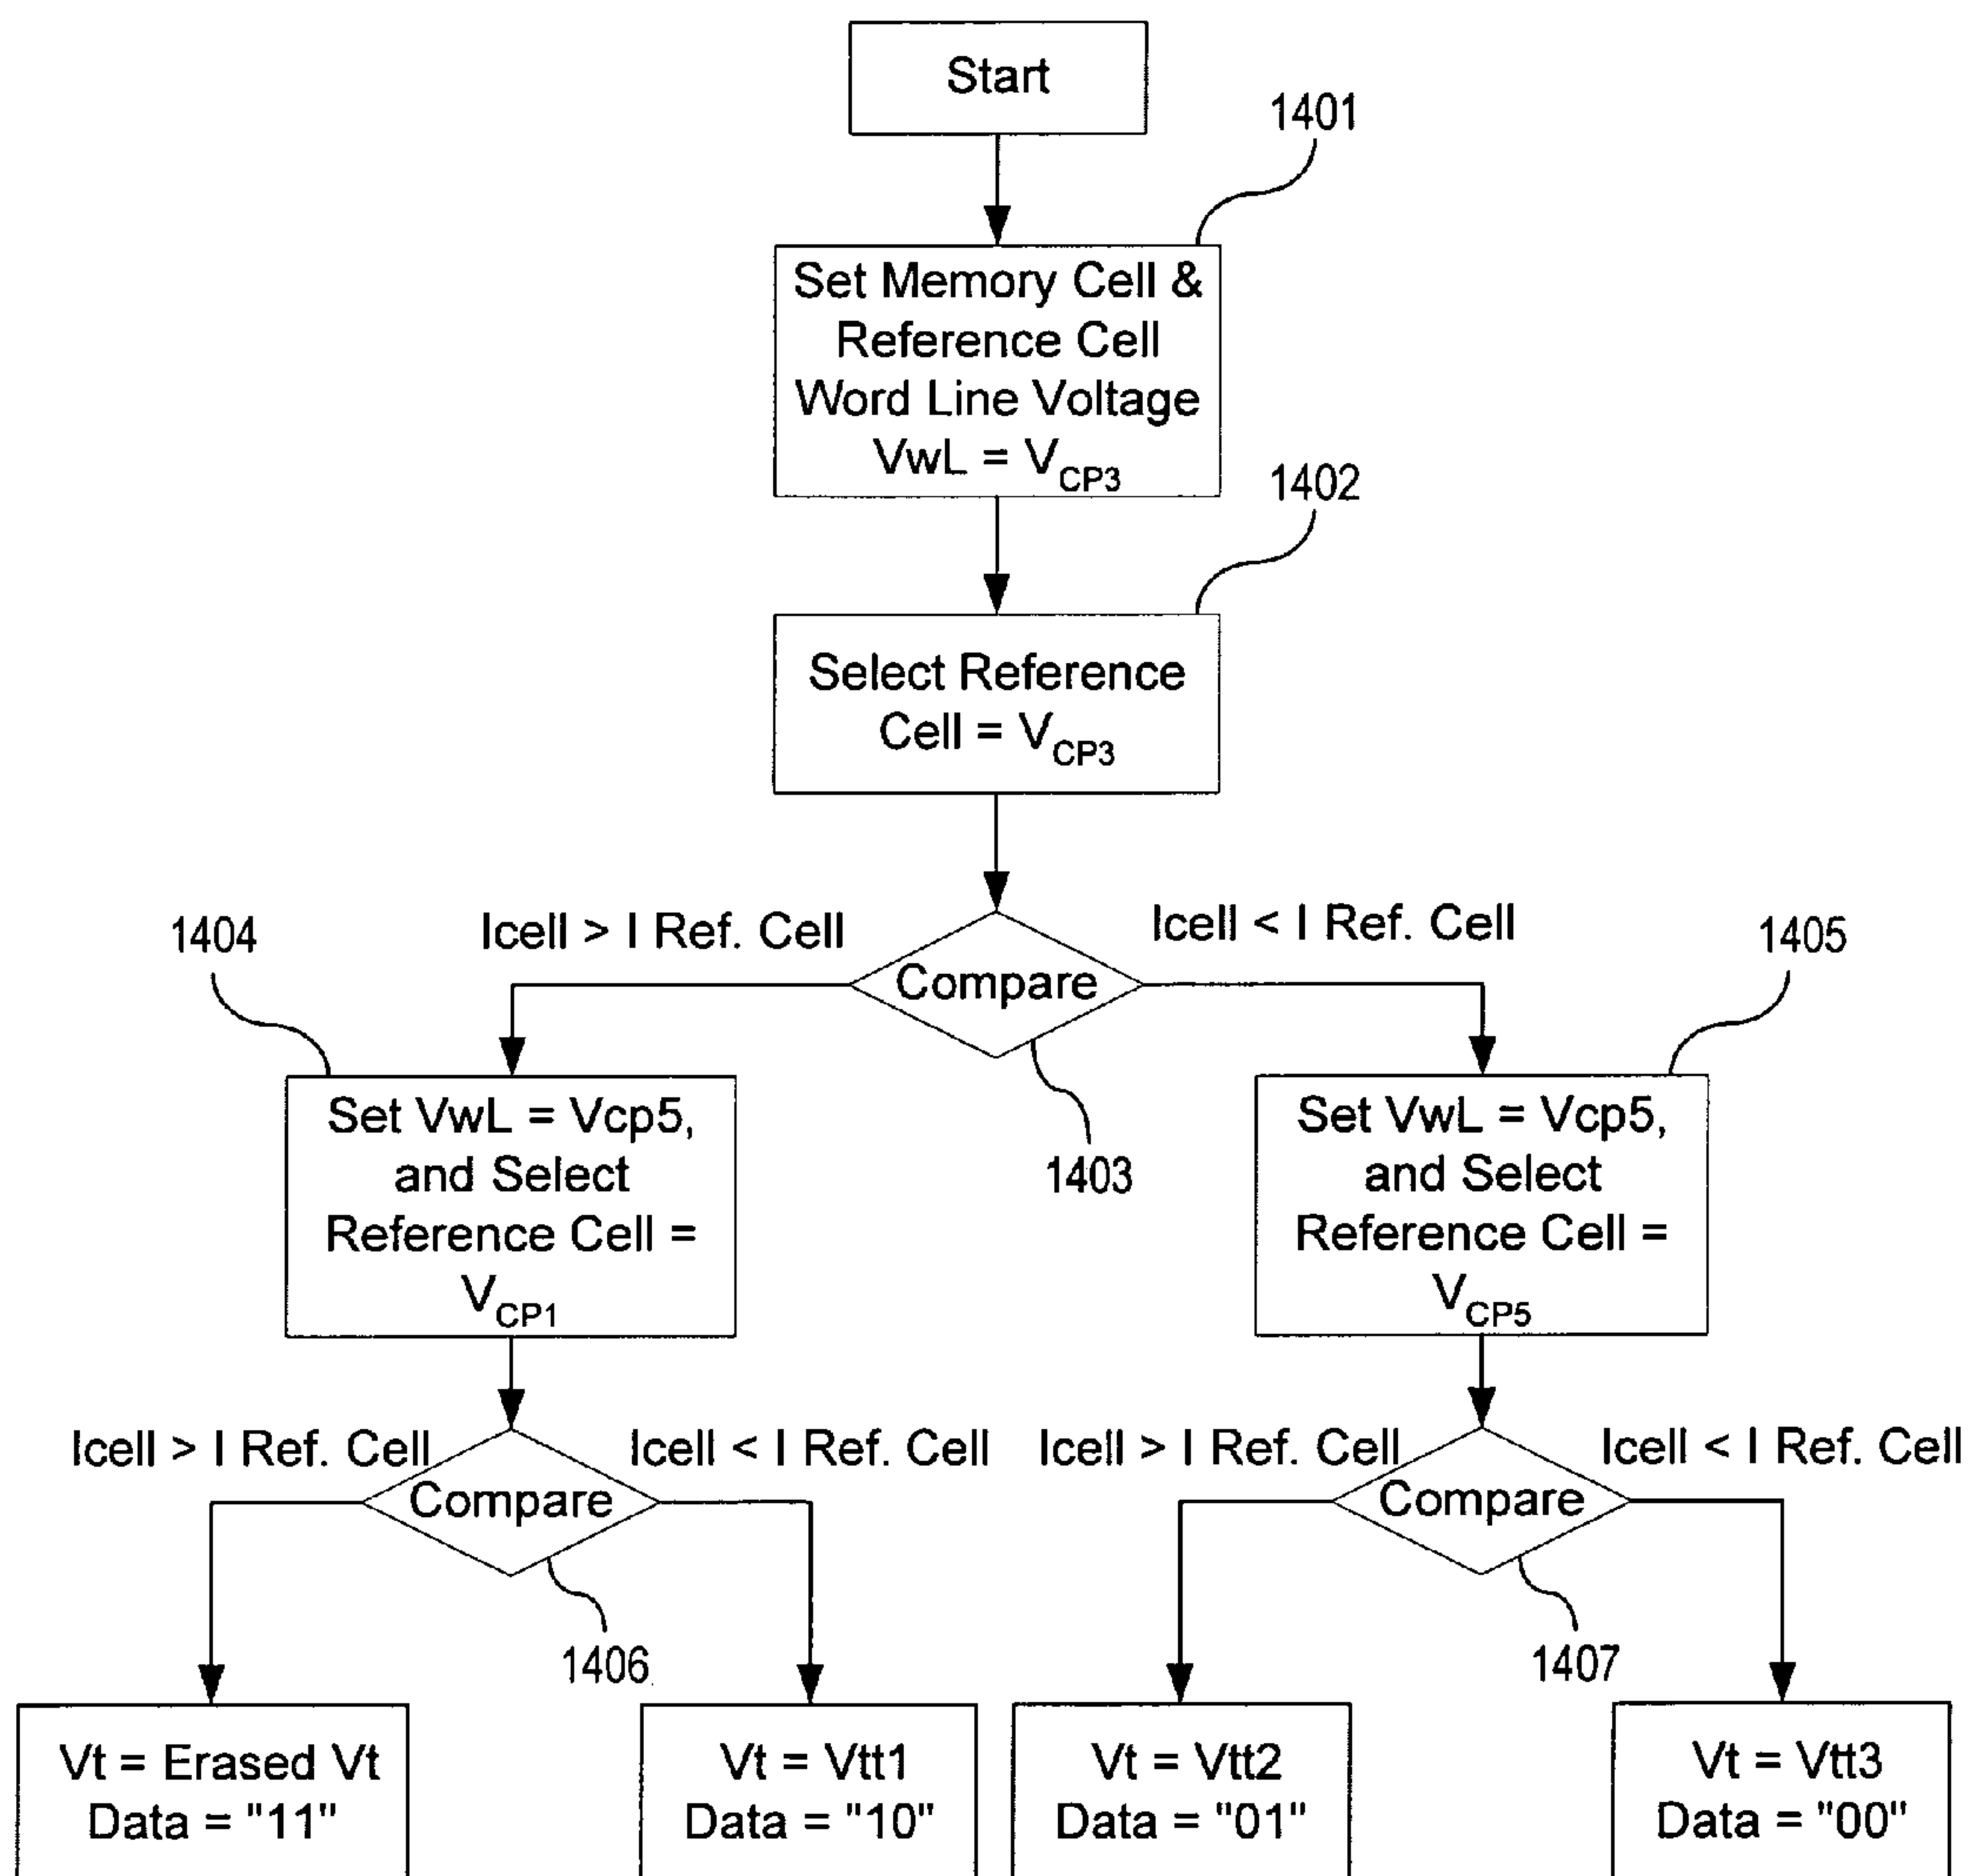 Start
1401
Set Memory Cell &
Reference Cell
Word Line Voltage
VwL = VCP3
1402
Select Reference
Cell = VCP3
1404
Icell > I Ref. Cell
Icell < I Ref. Cell
1405
Compare
1403
Set VwL = Vcp5,
and Select
Reference Cell =
VCP1
Set VwL = Vcp5,
and Select
Reference Cell =
VCP5
Icell > I Ref. Cell
Icell < I Ref. Cell
Icell > I Ref. Cell
Icell < I Ref. Cell
Compare
Compare
1406
1407
Vt = Erased Vt
Data = "11"
Vt = Vtt1
Data = "10"
Vt = Vtt2
Data = "01"
Vt = Vtt3
Data = "00"